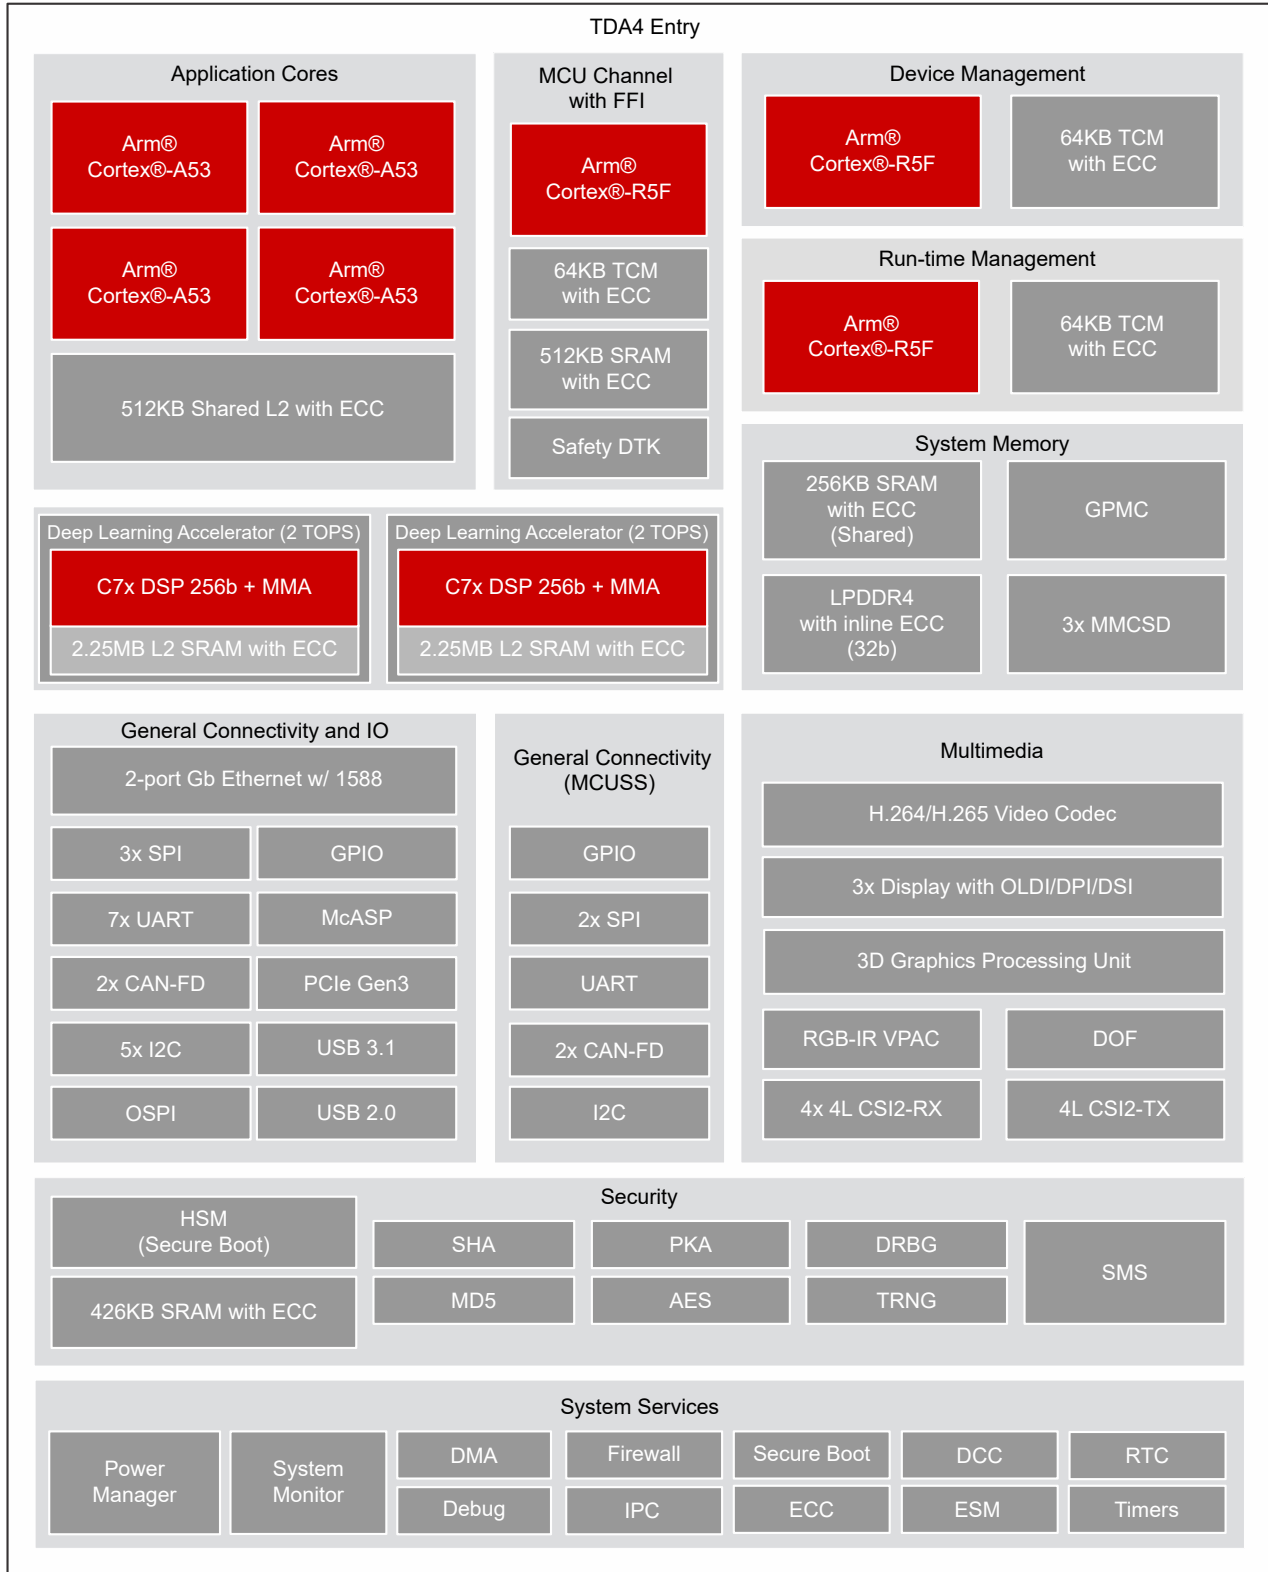 TDA4 Entry
Application Cores
Arm®
Cortex®-A53
Arm®
Cortex®-A53
Arm®
Cortex®-A53
Arm®
Cortex®-A53
512KB Shared L2 with ECC
MCU Channel
with FFI
Arm®
Cortex®-R5F
64KB TCM
with ECC
512KB SRAM
with ECC
Safety DTK
Device Management
Arm®
Cortex®-R5F
64KB TCM
with ECC
Run-time Management
Arm®
Cortex®-R5F
64KB TCM
with ECC
System Memory
256KB SRAM
with ECC
(Shared)
GPMC
LPDDR4
with inline ECC
(32b)
3x MMCSD
Deep Learning Accelerator (2 TOPS)
C7x DSP 256b + MMA
2.25MB L2 SRAM with ECC
Deep Learning Accelerator (2 TOPS)
C7x DSP 256b + MMA
2.25MB L2 SRAM with ECC
General Connectivity and IO
2-port Gb Ethernet w/ 1588
3x SPI
GPIO
7x UART
McASP
2x CAN-FD
PCIe Gen3
5x I2C
USB 3.1
OSPI
USB 2.0
General Connectivity
(MCUSS)
GPIO
2x SPI
UART
2x CAN-FD
I2C
Multimedia
H.264/H.265 Video Codec
3x Display with OLDI/DPI/DSI
3D Graphics Processing Unit
RGB-IR VPAC
DOF
4x 4L CSI2-RX
4L CSI2-TX
Security
HSM
(Secure Boot)
426KB SRAM with ECC
SHA
PKA
DRBG
MD5
AES
TRNG
SMS
System Services
Power
Manager
System
Monitor
DMA
Firewall
Secure Boot
DCC
RTC
Debug
IPC
ECC
ESM
Timers